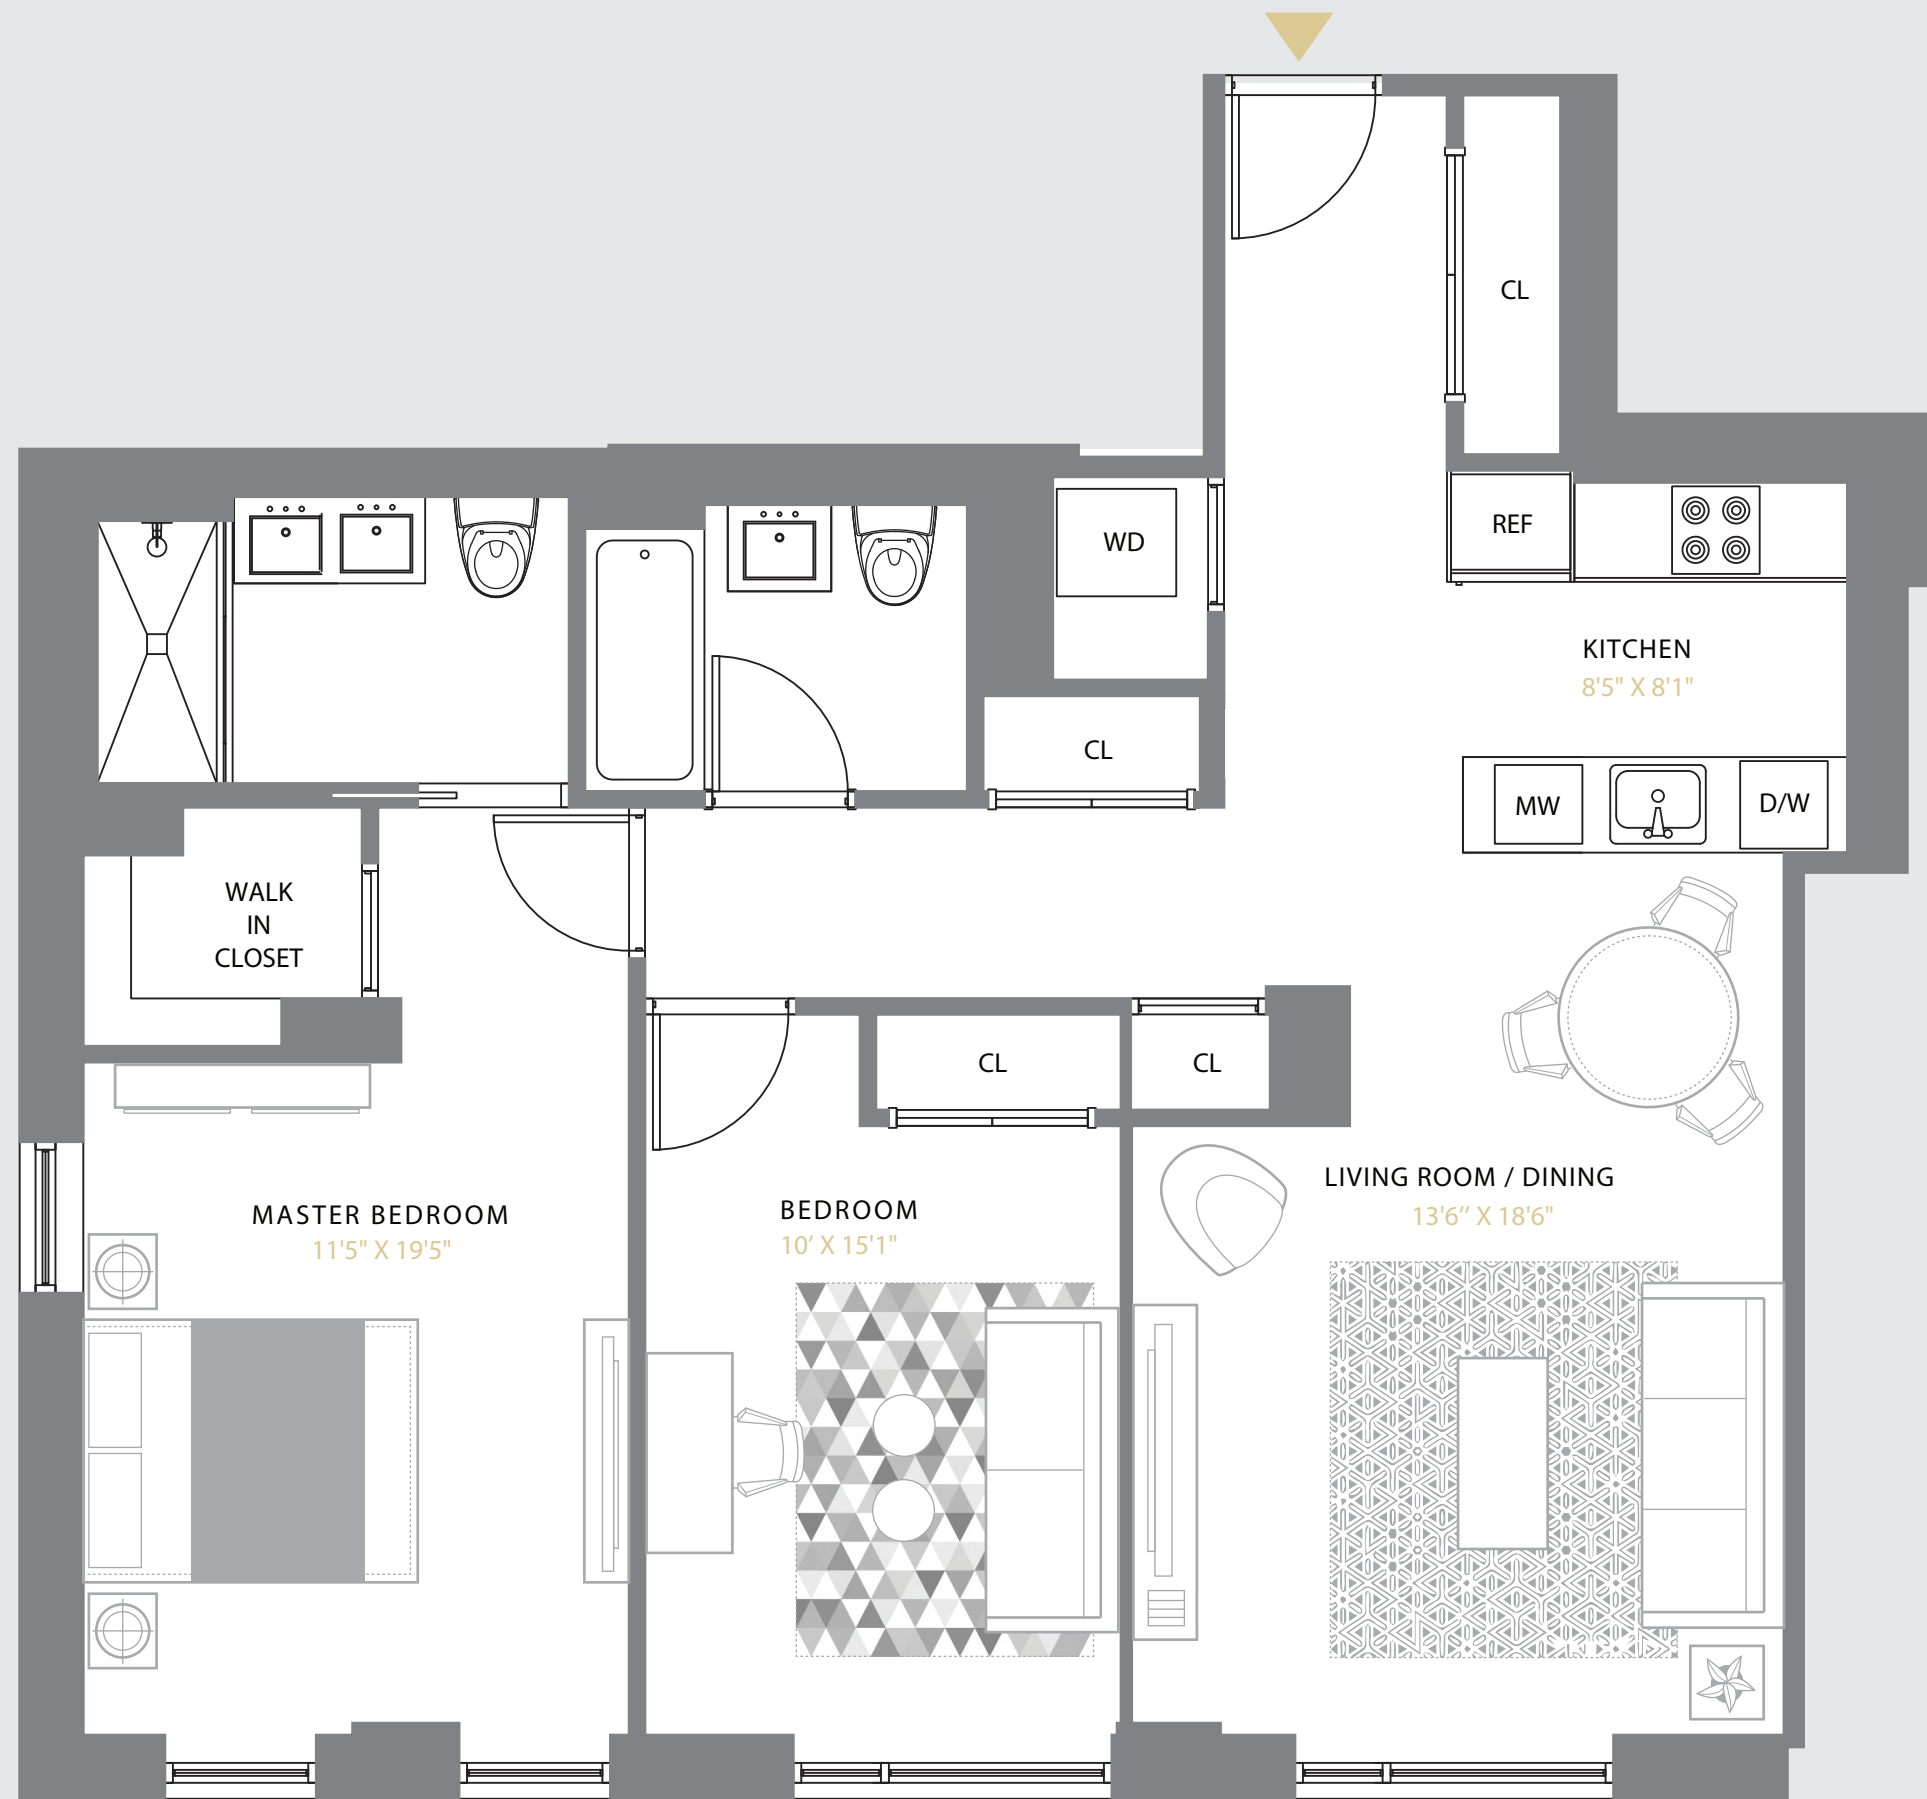 CL
REF
WD
KITCHEN
8'5" X 8'1"
CL
MW
D/W
WALK
IN
CLOSET
CL
CL
LIVING ROOM / DINING
13'6’’ X 18'6"
MASTER BEDROOM
11'5" X 19'5"
BEDROOM
10’ X 15'1"